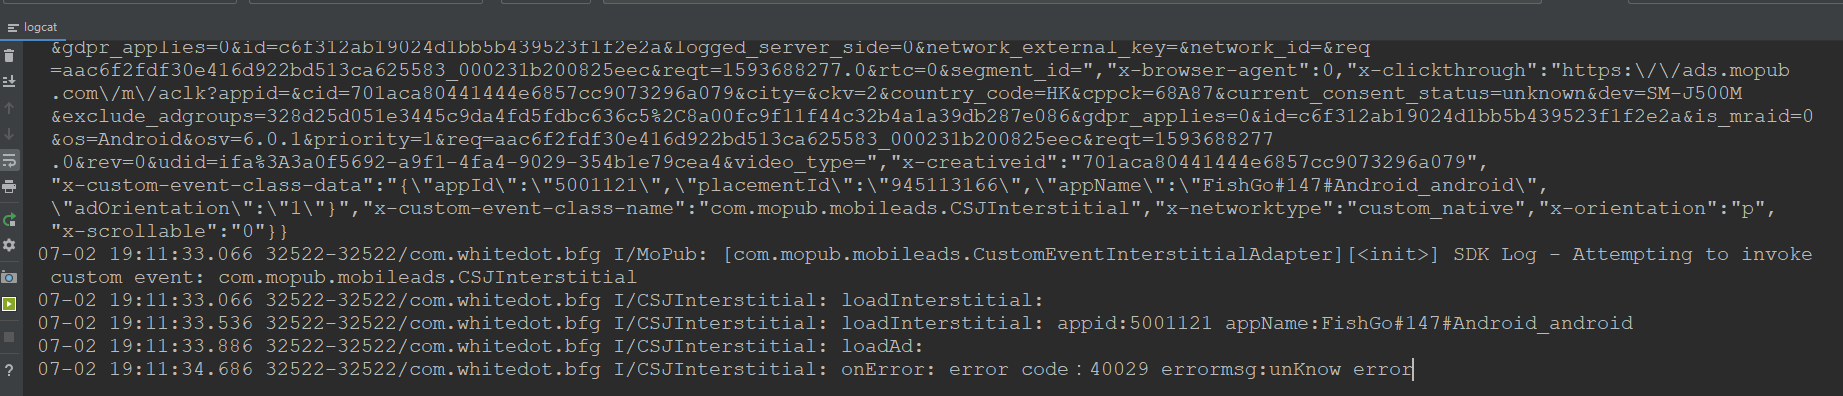 logcat
&gdpr_applies=0&id=c6f312ab19024d1bb5b439523f1f2e2a&logged_server_side=0&network_external_key=&network_id=&req
=aac6f2fdf30e416d922bd513ca625583_000231b200825eec&reqt=1593688277.0&rtc=0&segment_id=","x-browser-agent":0,"x-clickthrough":"https:\/\/ads.mopub
.com\/m\/aclk?appid=&cid=701aca80441444e6857cc9073296a079&city=&ckv=2&country_code=HK&cppck=68A87&current_consent_status=unknown&dev=SM-J500M
&exclude_adgroups=328d25d051e3445c9da4fd5fdbc636c5%2C8a00fc9f11f44c32b4a1a39db287e086&gdpr_applies=0&id=c6f312ab19024d1bb5b439523f1f2e2a&is_mraid=0
&os=Android&osv=6.0.1&priority=1&req=aac6f2fdf30e416d922bd513ca625583_000231b200825eec&reqt=1593688277
.0&rev=0&udid=ifa%3A3a0f5692-a9f1-4fa4-9029-354b1e79cea4&video_type=","x-creativeid":"701aca80441444e6857cc9073296a079",
"x-custom-event-class-data":"{\"appId\":\"5001121\",\"placementId\":\"945113166\",\"appName\":\"FishGo#147#Android_android\",
\"adOrientation\":\"1\"}","x-custom-event-class-name":"com.mopub.mobileads.CSJInterstitial","x-networktype":"custom_native","x-orientation":"p",
"x-scrollable":"0"}}
07-02 19:11:33.066 32522-32522/com.whitedot.bfg I/MoPub: [com.mopub.mobileads.CustomEventInterstitialAdapter][<init>] SDK Log - Attempting to invoke
custom event: com.mopub.mobileads.CSJInterstitial
07-02 19:11:33.066 32522-32522/com.whitedot.bfg I/CSJInterstitial: loadInterstitial:
07-02 19:11:33.536 32522-32522/com.whitedot.bfg I/CSJInterstitial: loadInterstitial: appid:5001121 appName:FishGo#147#Android_android
07-02 19:11:33.886 32522-32522/com.whitedot.bfg I/CSJInterstitial: loadAd:
07-02 19:11:34.686 32522-32522/com.whitedot.bfg I/CSJInterstitial: onError: error code：40029 errormsg:unKnow error